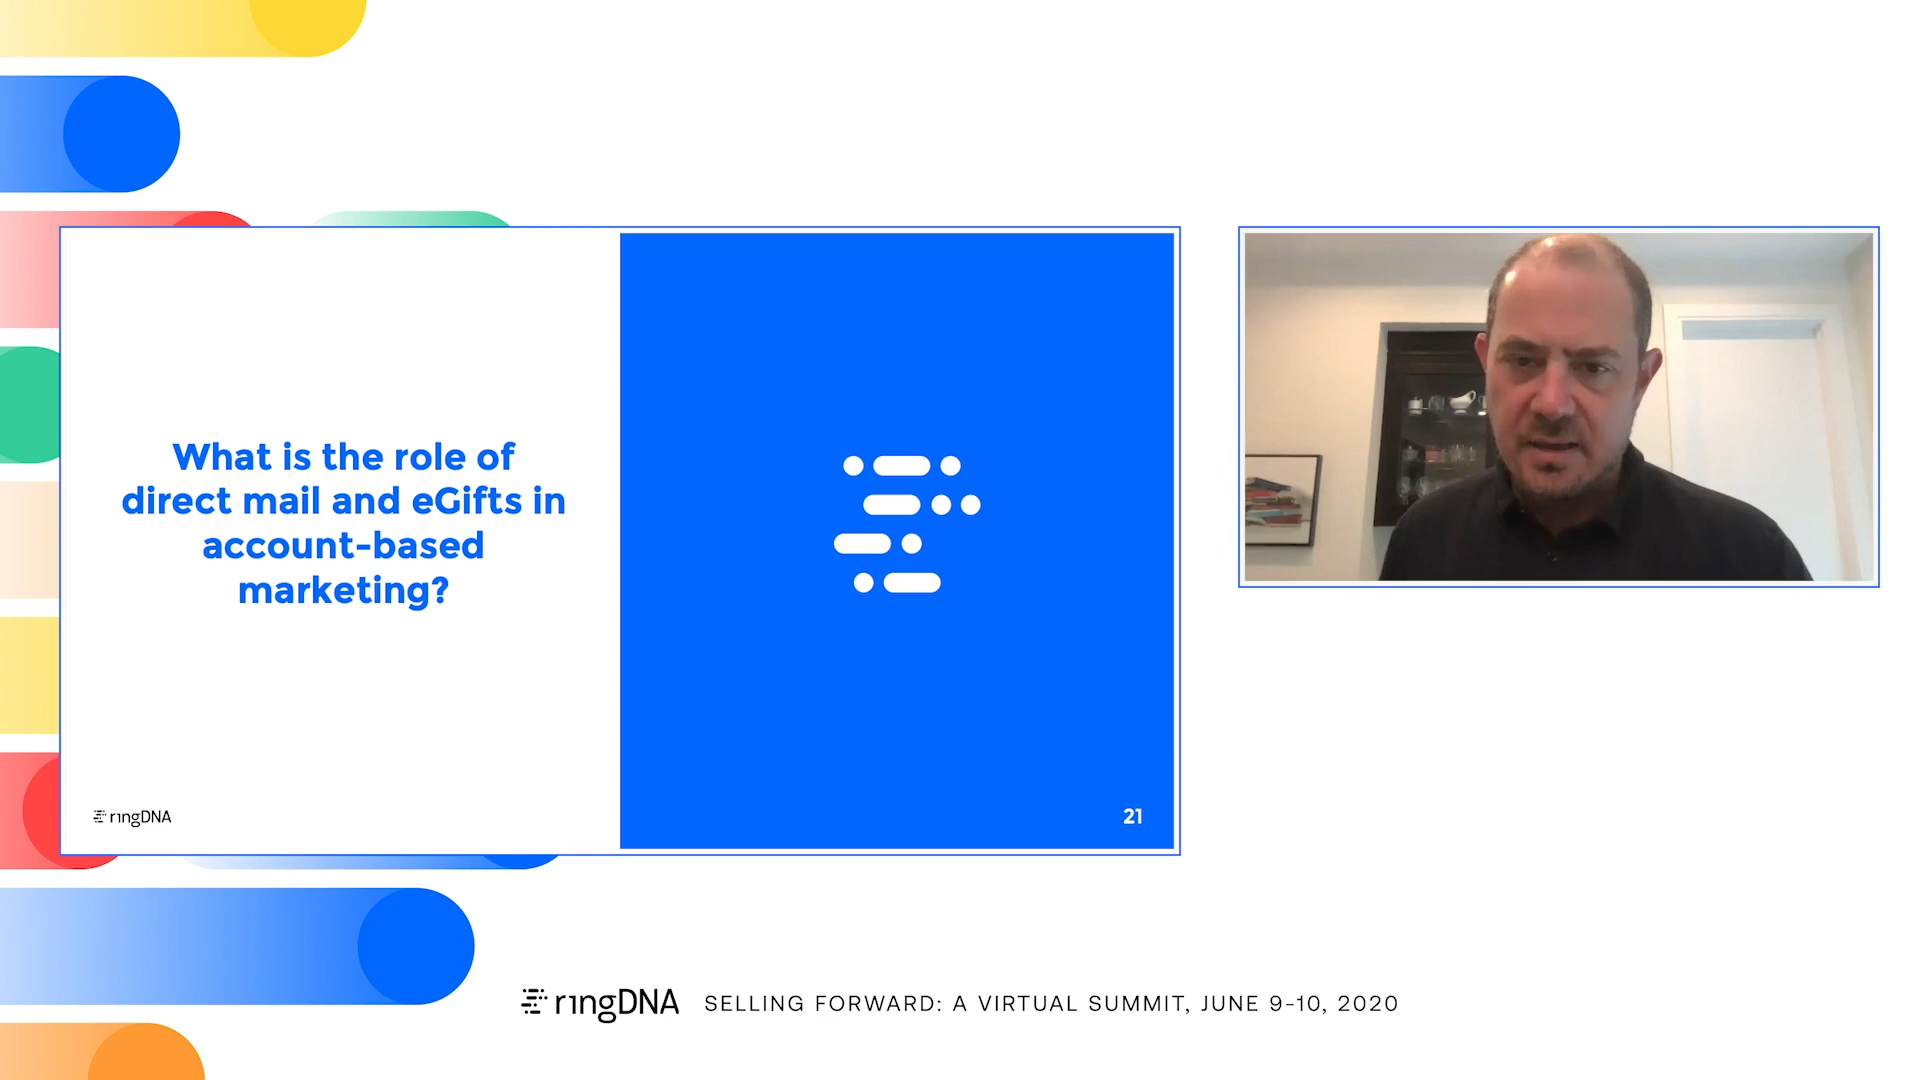 What is the role of
direct mail and eGifts in
account-based
marketing?
ringDNA
21
ringDNA SELLING FORWARD: A VIRTUAL SUMMIT, JUNE 9-10, 2020